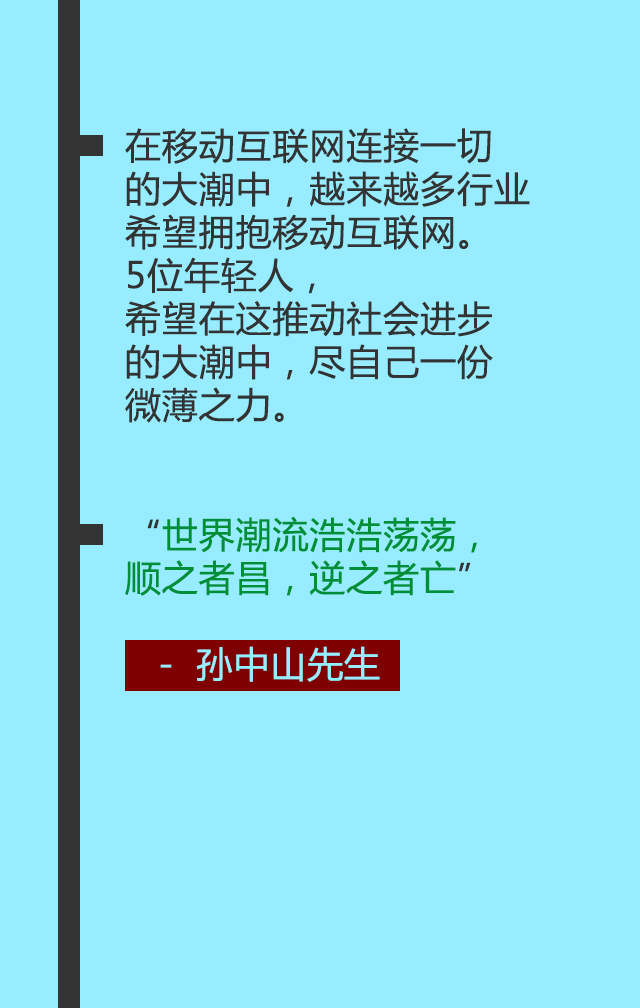 在移动互联网连接一切
的大潮中，越来越多行业
希望拥抱移动互联网。
5位年轻人，
希望在这推动社会进步
的大潮中，尽自己一份
微薄之力。
“世界潮流浩浩荡荡，
顺之者昌，逆之者亡”
- 孙中山先生